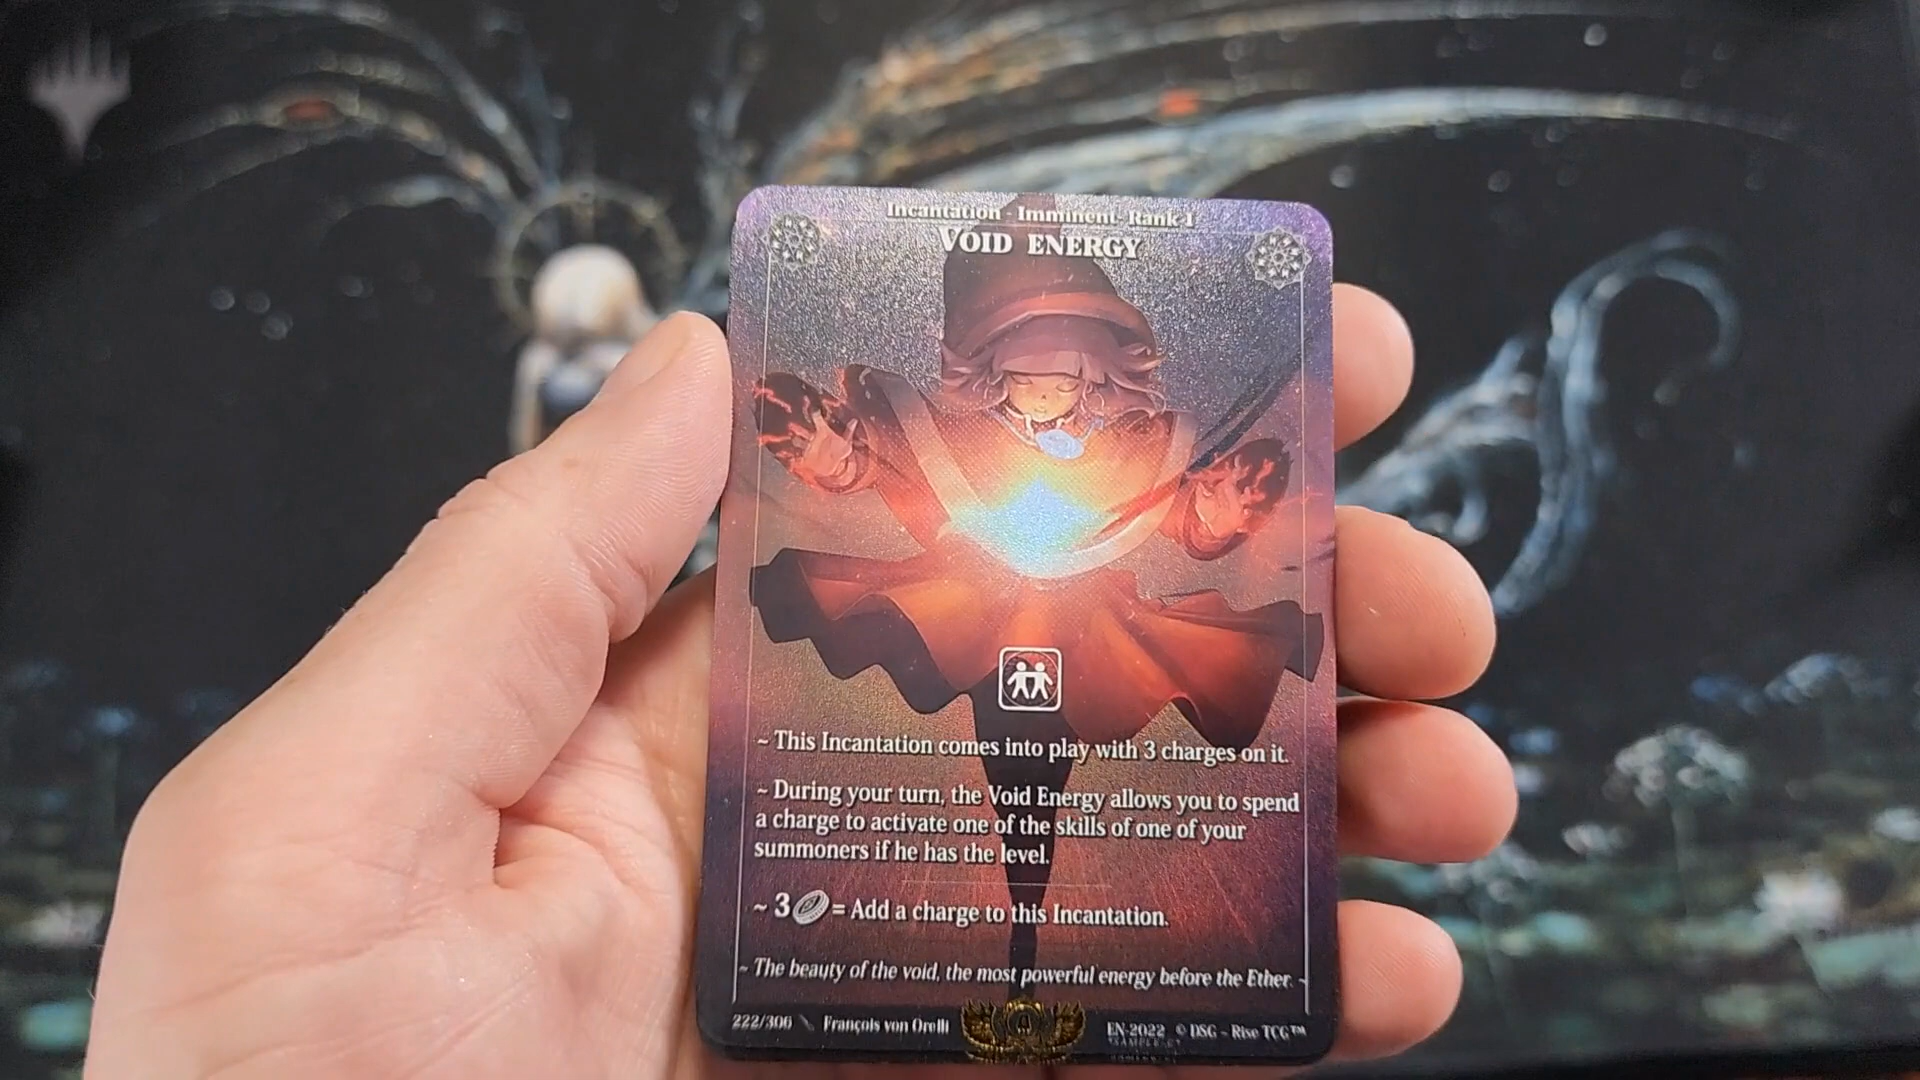 Incantation - Imminent- Rank 1
VOID ENERGY
~ This Incantation comes into play with 3 charges on it.
~ During your turn, the Void Energy allows you to spend
a charge to activate one of the skills of one of your
summoners if he has the level.
~ 3 = Add a charge to this Incantation.
~ The beauty of the void, the most powerful energy before the Ether. ~
222/306 François von Orelli
EN-2022 © DSG - Rise TCG™